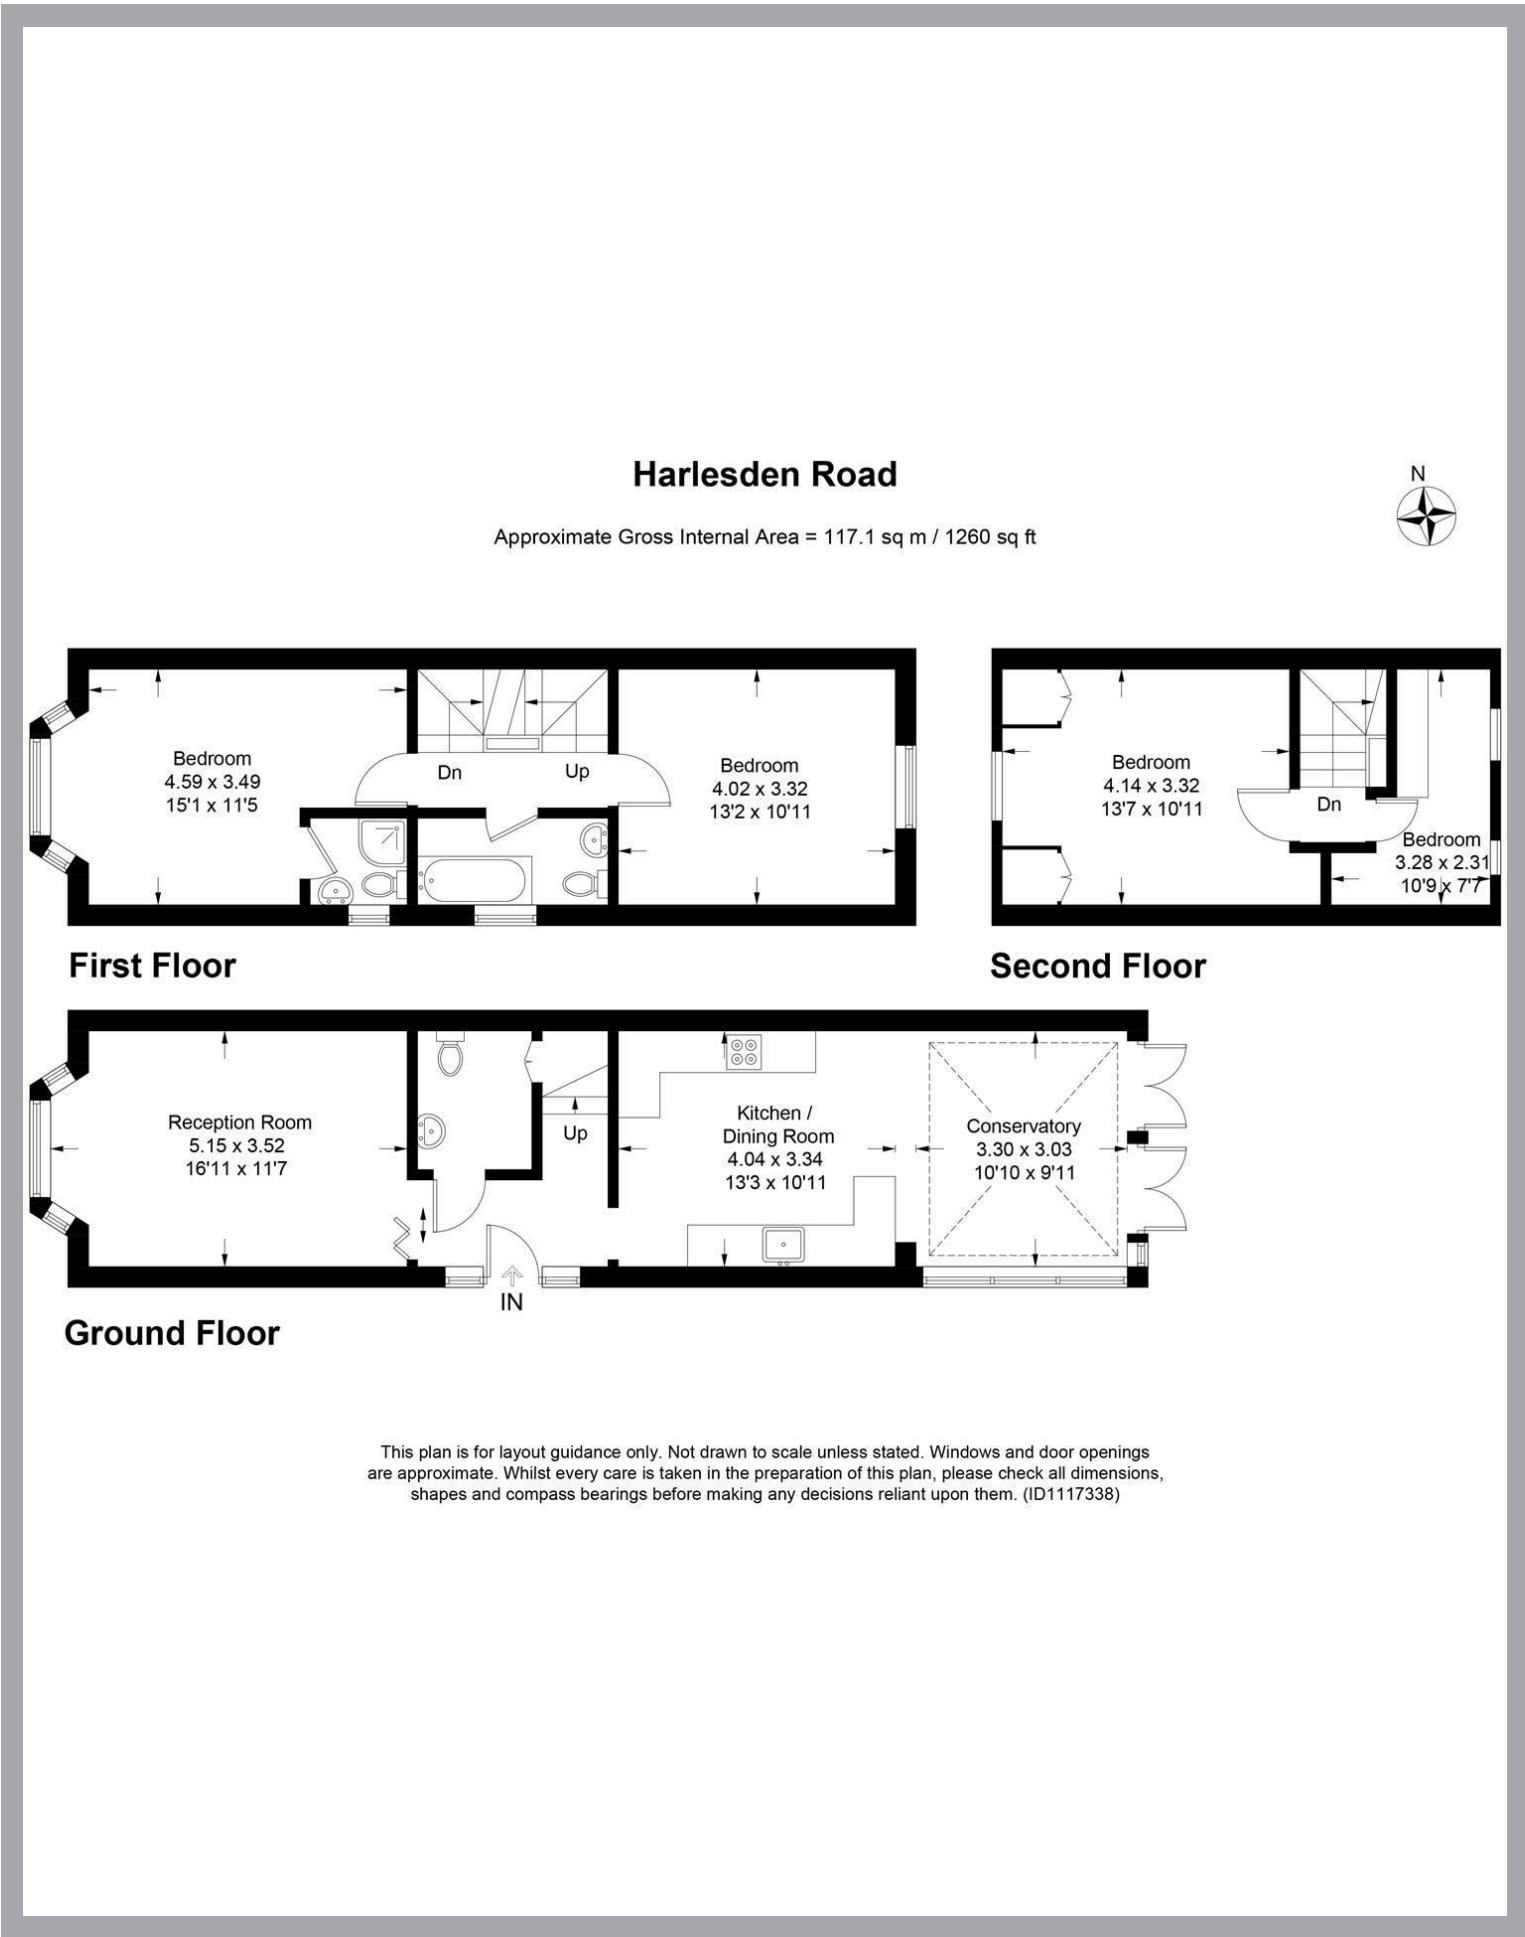 Harlesden Road
N
Approximate Gross Internal Area = 117.1 sq m / 1260 sq ft
Bedroom
4.59 x 3.49
15'1 x 11'5
Dn
Up
Bedroom
4.02 x 3.32
13'2 x 10'11
Bedroom
4.14 x 3.32
13'7 x 10'11
Dn
Bedroom
3.28 x 2.31
10'9 x 7'7
First Floor
Second Floor
Reception Room
5.15 x 3.52
16'11 x 11'7
Up
Kitchen /
Dining Room
4.04 x 3.34
13'3 x 10'11
Conservatory
3.30 x 3.03
10'10 x 9'11
IN
Ground Floor
This plan is for layout guidance only. Not drawn to scale unless stated. Windows and door openings
are approximate. Whilst every care is taken in the preparation of this plan, please check all dimensions,
shapes and compass bearings before making any decisions reliant upon them. (ID1117338)